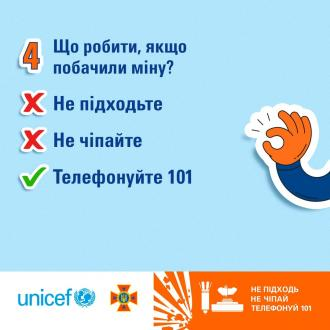 4
Що робити, якщо
побачили міну?
Не підходьте
Не чіпайте
Телефонуйте 101
unicef
НЕ ПІДХОДЬ
НЕ ЧІПАЙ
ТЕЛЕФОНУЙ 101